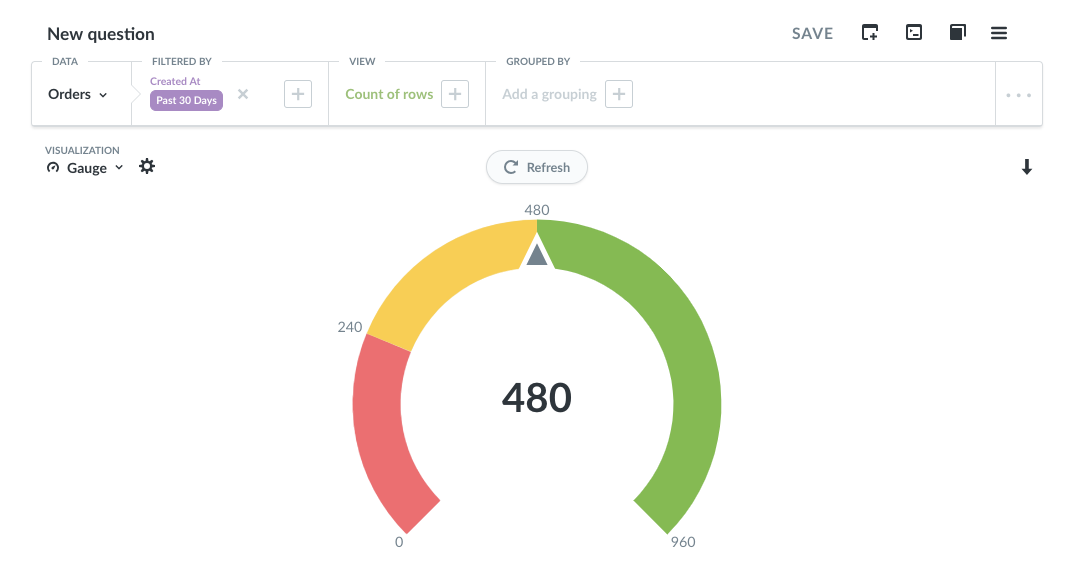 New question
SAVE
DATA
FILTERED BY
VIEW
GROUPED BY
Orders
Created At
Past 30 Days
Count of rows
Add a grouping
VISUALIZATION
Gauge
Refresh
480
240
480
0
960